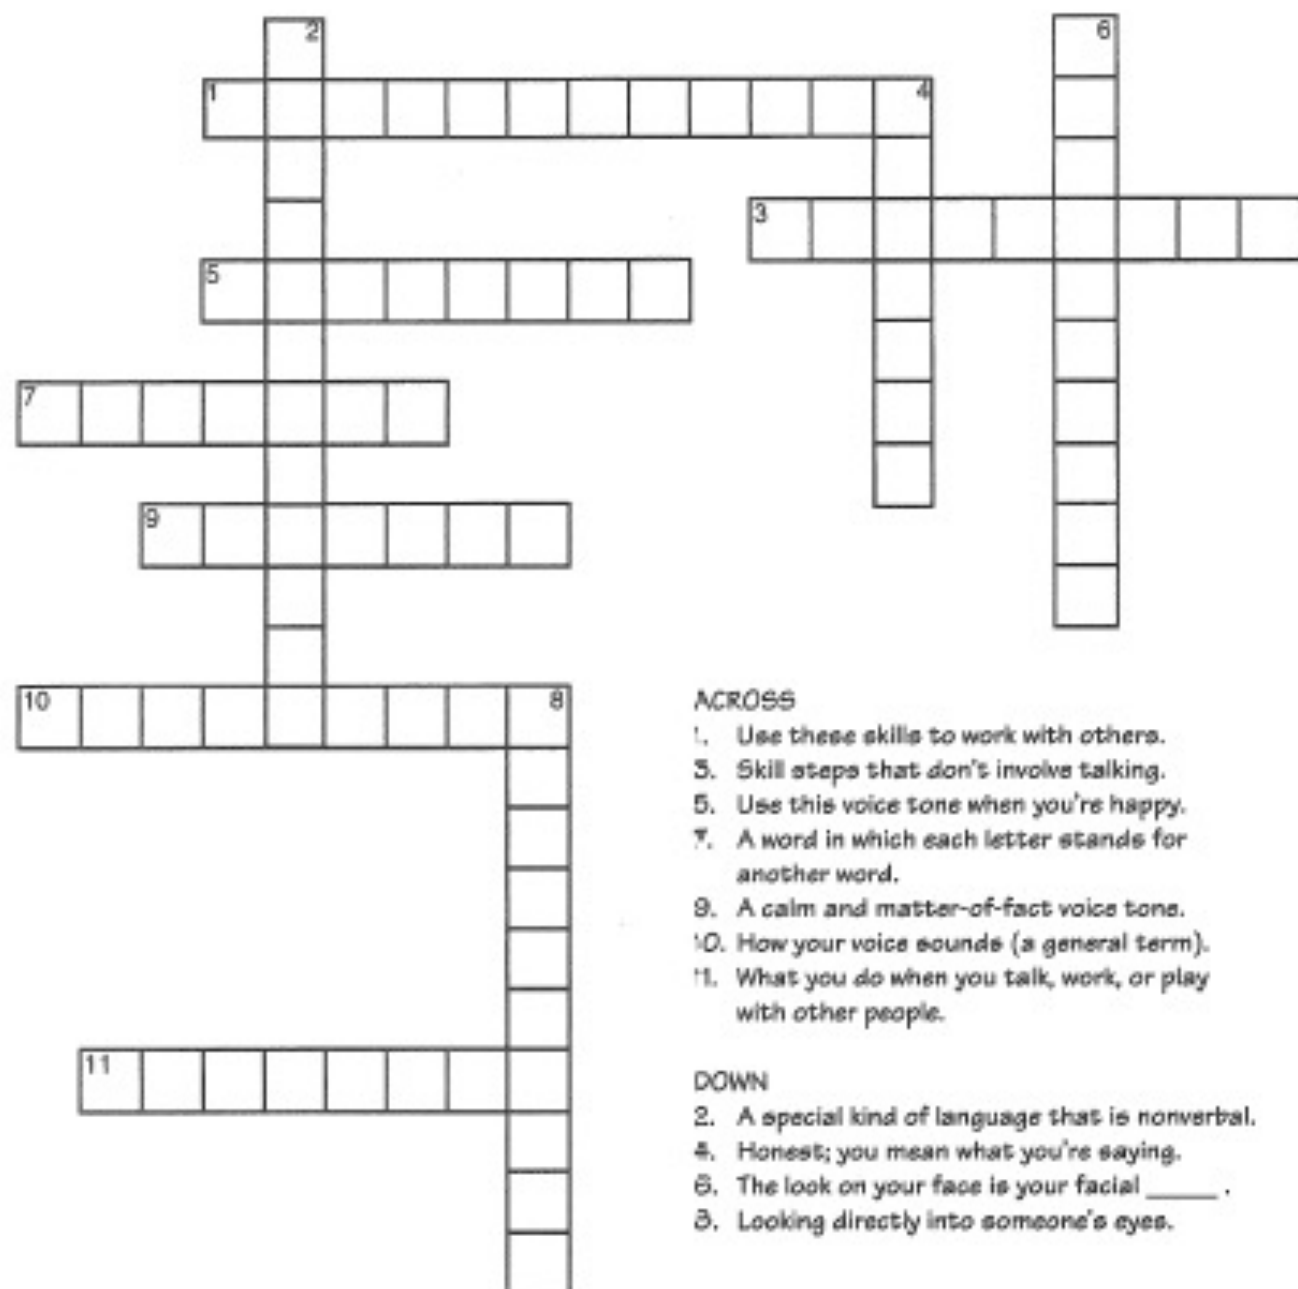 2
6
1
4
3
5
7
9
10
8
11
ACROSS
1. Use these skills to work with others.
3. Skill steps that don't involve talking.
5. Use this voice tone when you're happy.
7. A word in which each letter stands for
another word.
9. A calm and matter-of-fact voice tone.
10. How your voice sounds (a general term).
11. What you do when you talk, work, or play
with other people.
DOWN
2. A special kind of language that is nonverbal.
4. Honest; you mean what you're saying.
6. The look on your face is your facial _____ .
8. Looking directly into someone's eyes.